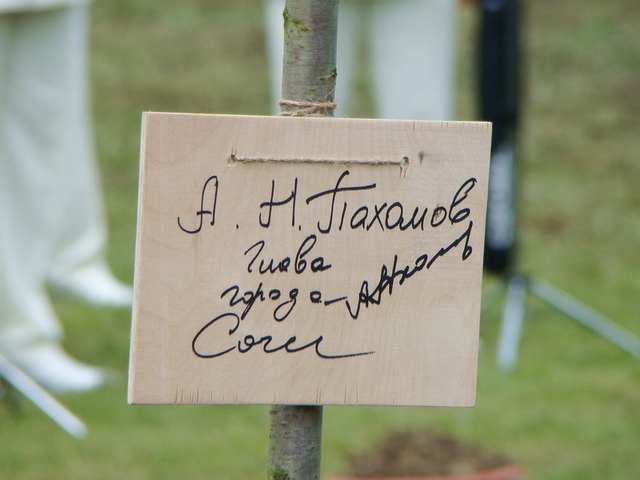 А. Н. Пахомов
Глава
города
Сочи